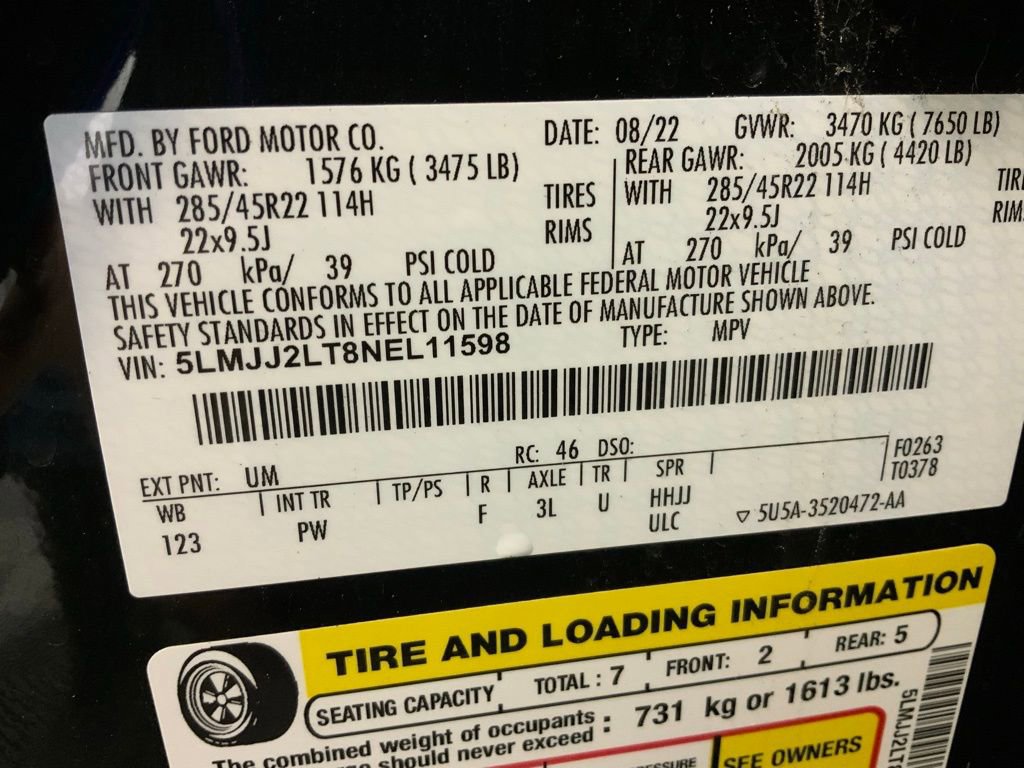 MFD. BY FORD MOTOR CO. DATE: 08/22 GVWR: 3470 KG ( 7650 LB)
FRONT GAWR: 1576 KG ( 3475 LB) REAR GAWR: 2005 KG ( 4420 LB)
WITH 285/45R22 114H TIRES WITH 285/45R22 114H
22x9.5J RIMS 22x9.5J
AT 270 kPa/ 39 PSI COLD AT 270 kPa/ 39 PSI COLD
THIS VEHICLE CONFORMS TO ALL APPLICABLE FEDERAL MOTOR VEHICLE
SAFETY STANDARDS IN EFFECT ON THE DATE OF MANUFACTURE SHOWN ABOVE.
VIN: 5LMJJ2LT8NEL11598 TYPE: MPV
EXT PNT: UM RC: 46 DSO: F0263
WB INT TR TP/PS R AXLE TR SPR T0378
123 PW F 3L U HHJJ
ULC ▽ 5U5A-3520472-AA
TIRE AND LOADING INFORMATION
SEATING CAPACITY TOTAL : 7 FRONT: 2 REAR: 5
The combined weight of occupants : 731 kg or 1613 lbs.
should never exceed
SEE OWNERS